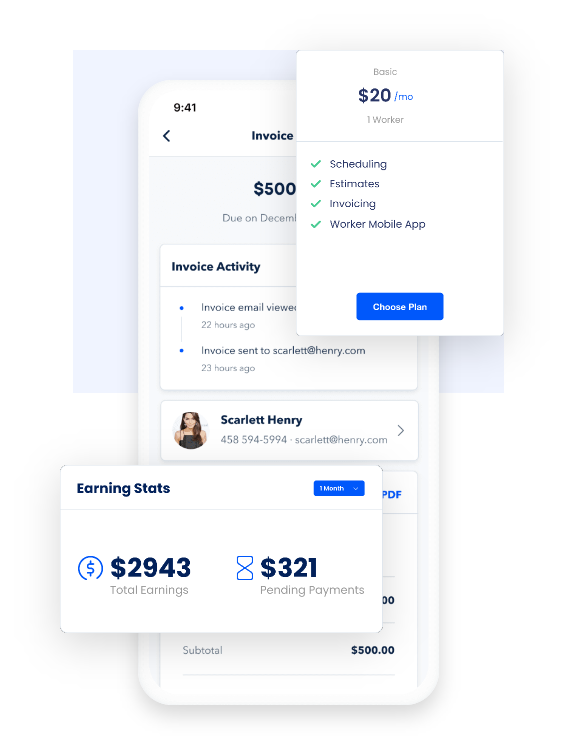 Basic
$20 /mo
1 Worker
Scheduling
Estimates
Invoicing
Worker Mobile App
Choose Plan
9:41
Invoice
$500
Due on
Invoice Activity
Invoice email
22 hours ago
Invoice sent to scarlett@henry.com
23 hours ago
Scarlett Henry
458 594-5994 · scarlett@henry.com
PDF
Earning Stats
1 Month
$2943
Total Earnings
$321
Pending Payments
00
Subtotal
$500.00